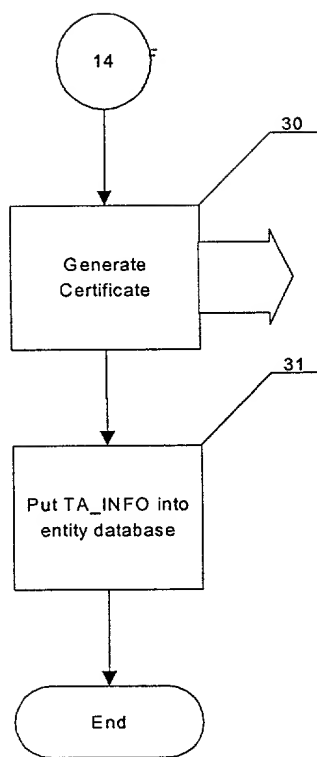 14 F
30
Generate
Certificate
31
Put TA_INFO into
entity database
End